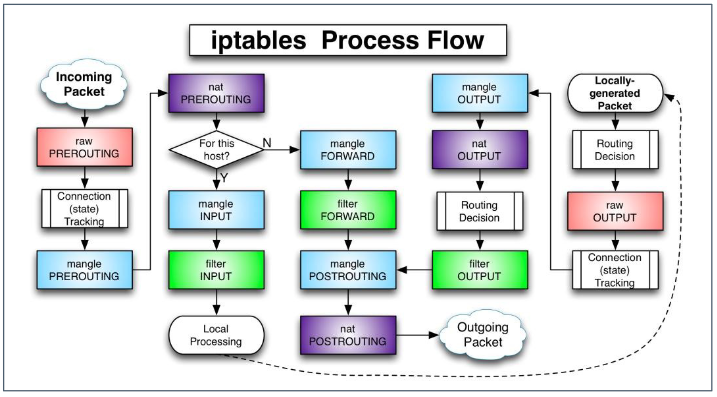 iptables  Process Flow
Incoming
Packet
raw
PREROUTING
Connection
(state)
Tracking
mangle
PREROUTING
nat
PREROUTING
For this
host?
N
Y
mangle
INPUT
filter
INPUT
Local
Processing
mangle
FORWARD
filter
FORWARD
mangle
POSTROUTING
nat
POSTROUTING
Outgoing
Packet
mangle
OUTPUT
nat
OUTPUT
Routing
Decision
filter
OUTPUT
Locally-
generated
Packet
Routing
Decision
raw
OUTPUT
Connection
(state)
Tracking